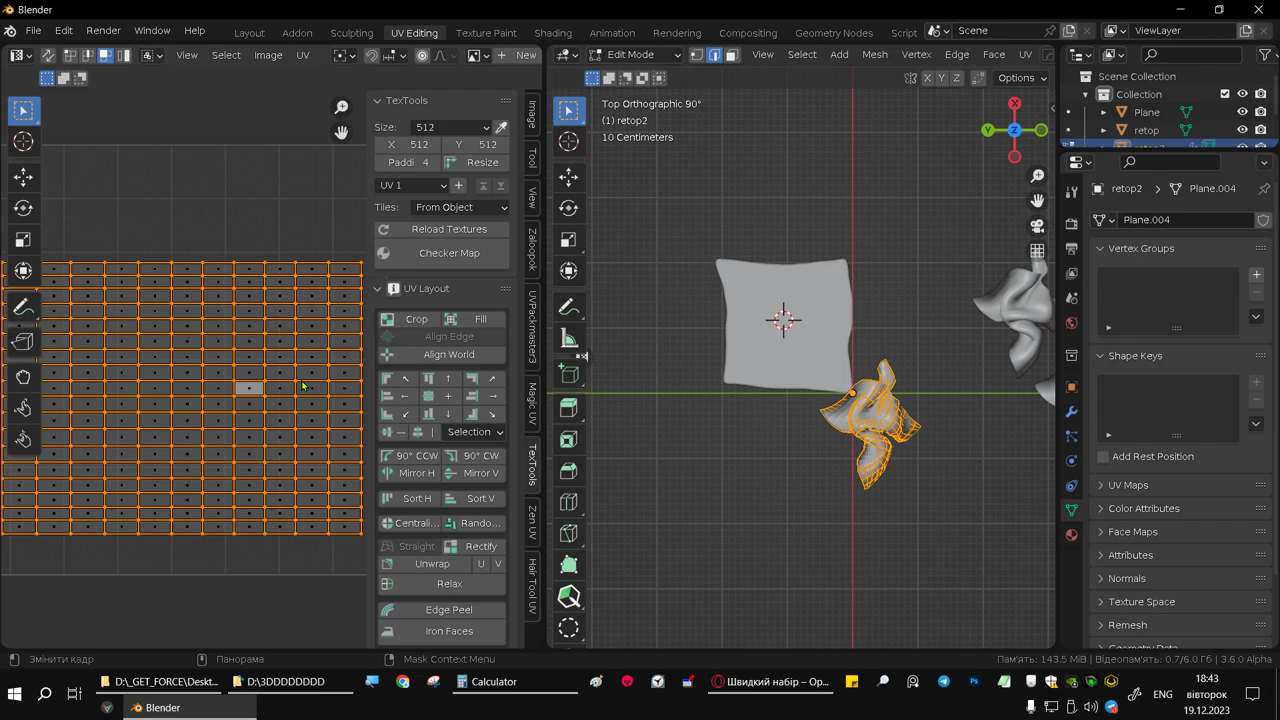 Blender
File Edit Render Window Help Layout Addon Sculpting UV Editing Texture Paint Shading Animation Rendering Compositing Geometry Nodes Scripting Scene ViewLayer
View Select Image UV New Edit Mode View Select Add Mesh Vertex Edge Face UV
X Y Z Options
Scene Collection
Collection
Plane
retop
Top Orthographic 90°
(1) retop2
10 Centimeters
X
Y
Z
TexTools
Size: 512
X 512 Y 512
Paddi 4 Resize
UV 1
Tiles: From Object
Reload Textures
Checker Map
UV Layout
Crop Fill
Align Edge
Align World
Selection
90° CCW 90° CW
Mirror H Mirror V
Sort H Sort V
Centrali... Rando...
Straight Rectify
Unwrap U V
Relax
Edge Peel
Iron Faces
Image
Tool
View
Zaloopok
UVPackmaster3
Magic UV
TexTools
Zen UV
Hair Tool UV
retop2 Plane.004
Plane.004
Vertex Groups
Shape Keys
Add Rest Position
UV Maps
Color Attributes
Face Maps
Attributes
Normals
Texture Space
Remesh
Geometry Data
Змінити кадр Панорама Mask Context Menu Пам'ять: 143.5 MiB | Відеопам'ят: 0.7/6.0 Гб | 3.6.0 Alpha
D:\_GET_FORCE\Deskt... D:\3DDDDDDDD Calculator Швидкий набір – Op... 18:43
ENG вівторок
Blender 19.12.2023